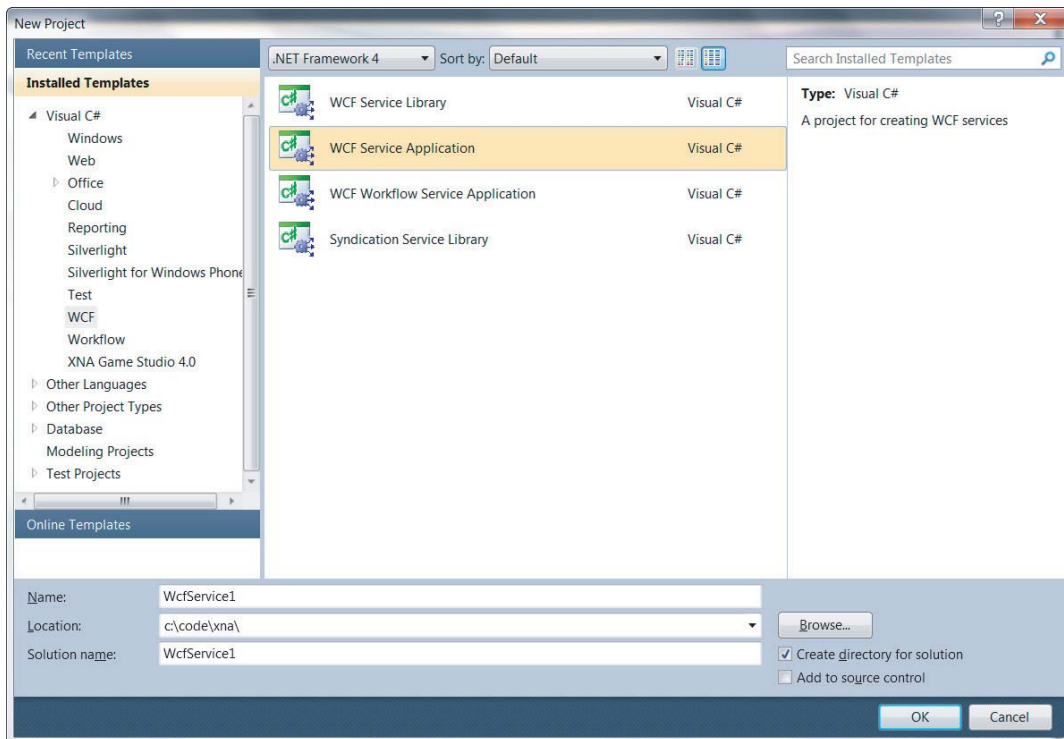 New Project
Recent Templates
Installed Templates
Visual C#
Windows
Web
Office
Cloud
Reporting
Silverlight
Silverlight for Windows Phone
Test
WCF
Workflow
XNA Game Studio 4.0
Other Languages
Other Project Types
Database
Modeling Projects
Test Projects
Online Templates
.NET Framework 4 Sort by: Default
WCF Service Library Visual C#
WCF Service Application Visual C#
WCF Workflow Service Application Visual C#
Syndication Service Library Visual C#
Search Installed Templates
Type: Visual C#
A project for creating WCF services
Name: WcfService1
Location: c:\code\xna\ Browse...
Solution name: WcfService1
Create directory for solution
Add to source control
OK Cancel